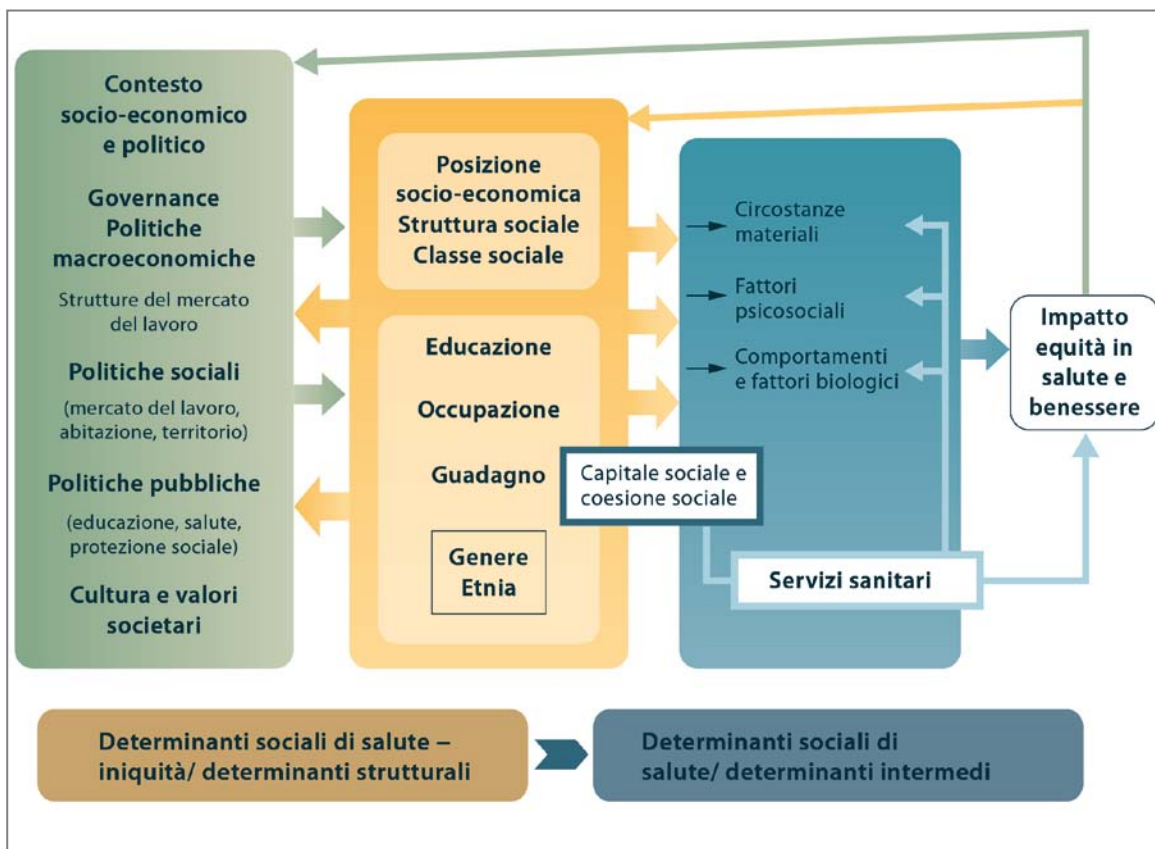 Contesto
socio-economico
e politico
Governance
Politiche
macroeconomiche
Strutture del mercato
del lavoro
Politiche sociali
(mercato del lavoro,
abitazione, territorio)
Politiche pubbliche
(educazione, salute,
protezione sociale)
Cultura e valori
societari
Posizione
socio-economica
Struttura sociale
Classe sociale
Educazione
Occupazione
Guadagno
Genere
Etnia
Capitale sociale e
coesione sociale
Circostanze
materiali
Fattori
psicosociali
Comportamenti
e fattori biologici
Servizi sanitari
Impatto
equità in
salute e
benessere
Determinanti sociali di salute –
iniquità/ determinanti strutturali
Determinanti sociali di
salute/ determinanti intermedi